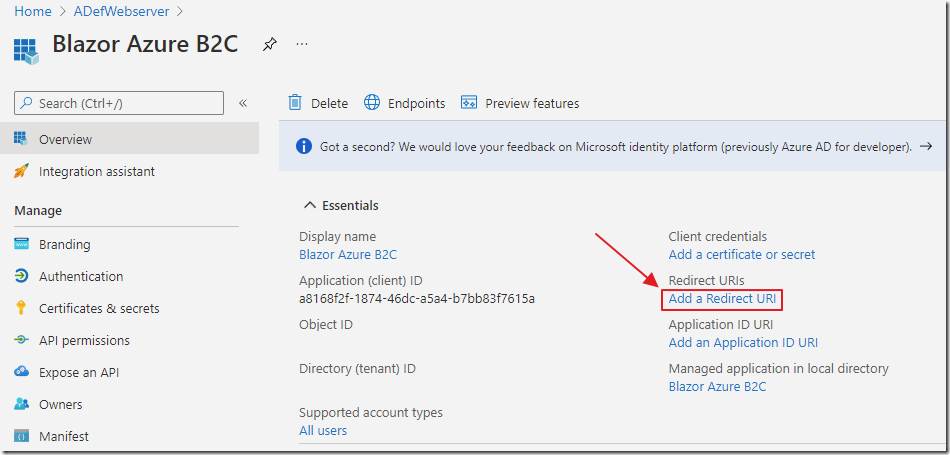 Home > ADefWebserver >
Blazor Azure B2C
...
Search (Ctrl+/)
«
Overview
Integration assistant
Manage
Branding
Authentication
Certificates & secrets
API permissions
Expose an API
Owners
Manifest
Delete
Endpoints
Preview features
Got a second? We would love your feedback on Microsoft identity platform (previously Azure AD for developer). →
Essentials
Display name
Blazor Azure B2C
Application (client) ID
a8168f2f-1874-46dc-a5a4-b7bb83f7615a
Object ID
Directory (tenant) ID
Supported account types
All users
Client credentials
Add a certificate or secret
Redirect URIs
Add a Redirect URI
Application ID URI
Add an Application ID URI
Managed application in local directory
Blazor Azure B2C